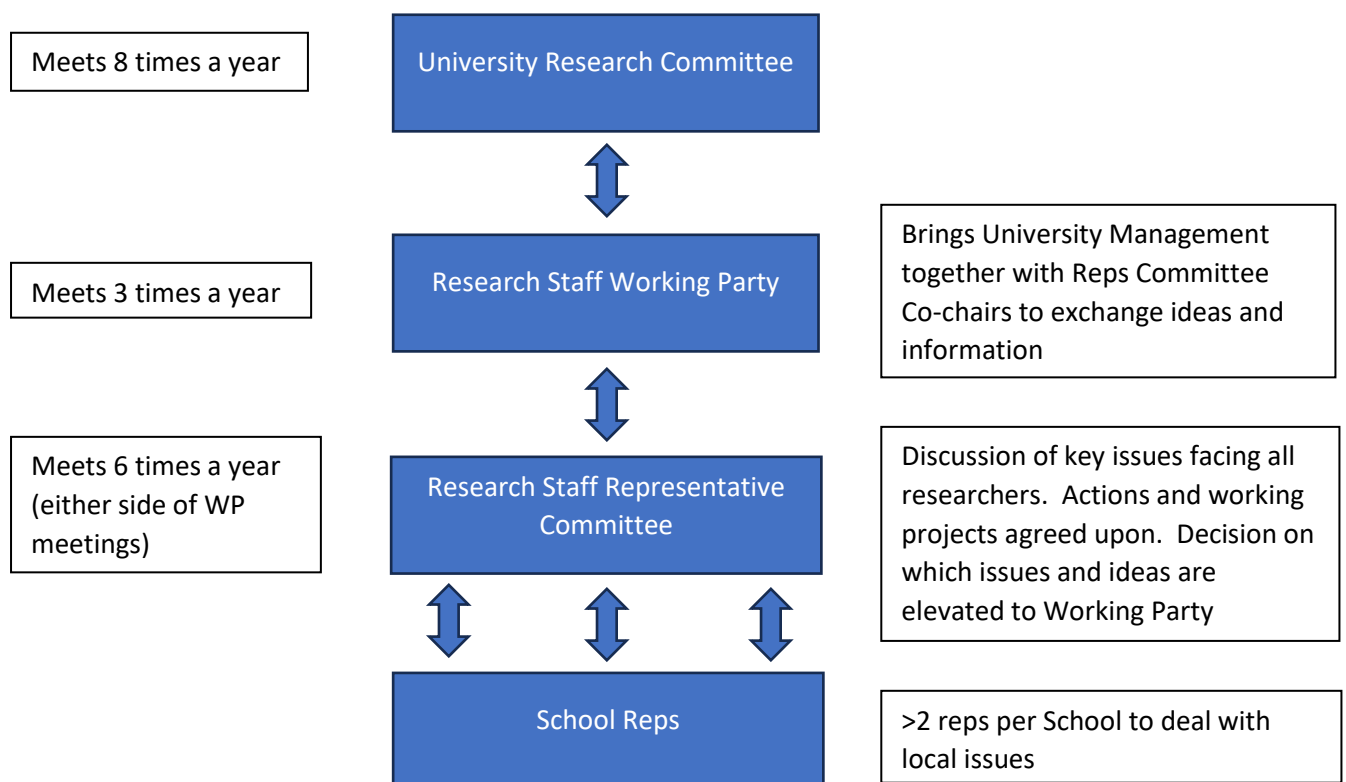 Meets 8 times a year
University Research Committee
Meets 3 times a year
Research Staff Working Party
Brings University Management
together with Reps Committee
Co-chairs to exchange ideas and
information
Meets 6 times a year
(either side of WP
meetings)
Research Staff Representative
Committee
Discussion of key issues facing all
researchers.  Actions and working
projects agreed upon.  Decision on
which issues and ideas are
elevated to Working Party
School Reps
>2 reps per School to deal with
local issues